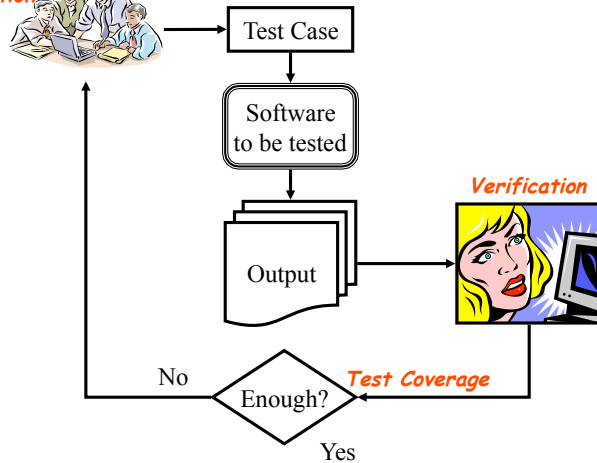 Test Case
Software
to be tested
Verification
Output
No
Enough?
Test Coverage
Yes